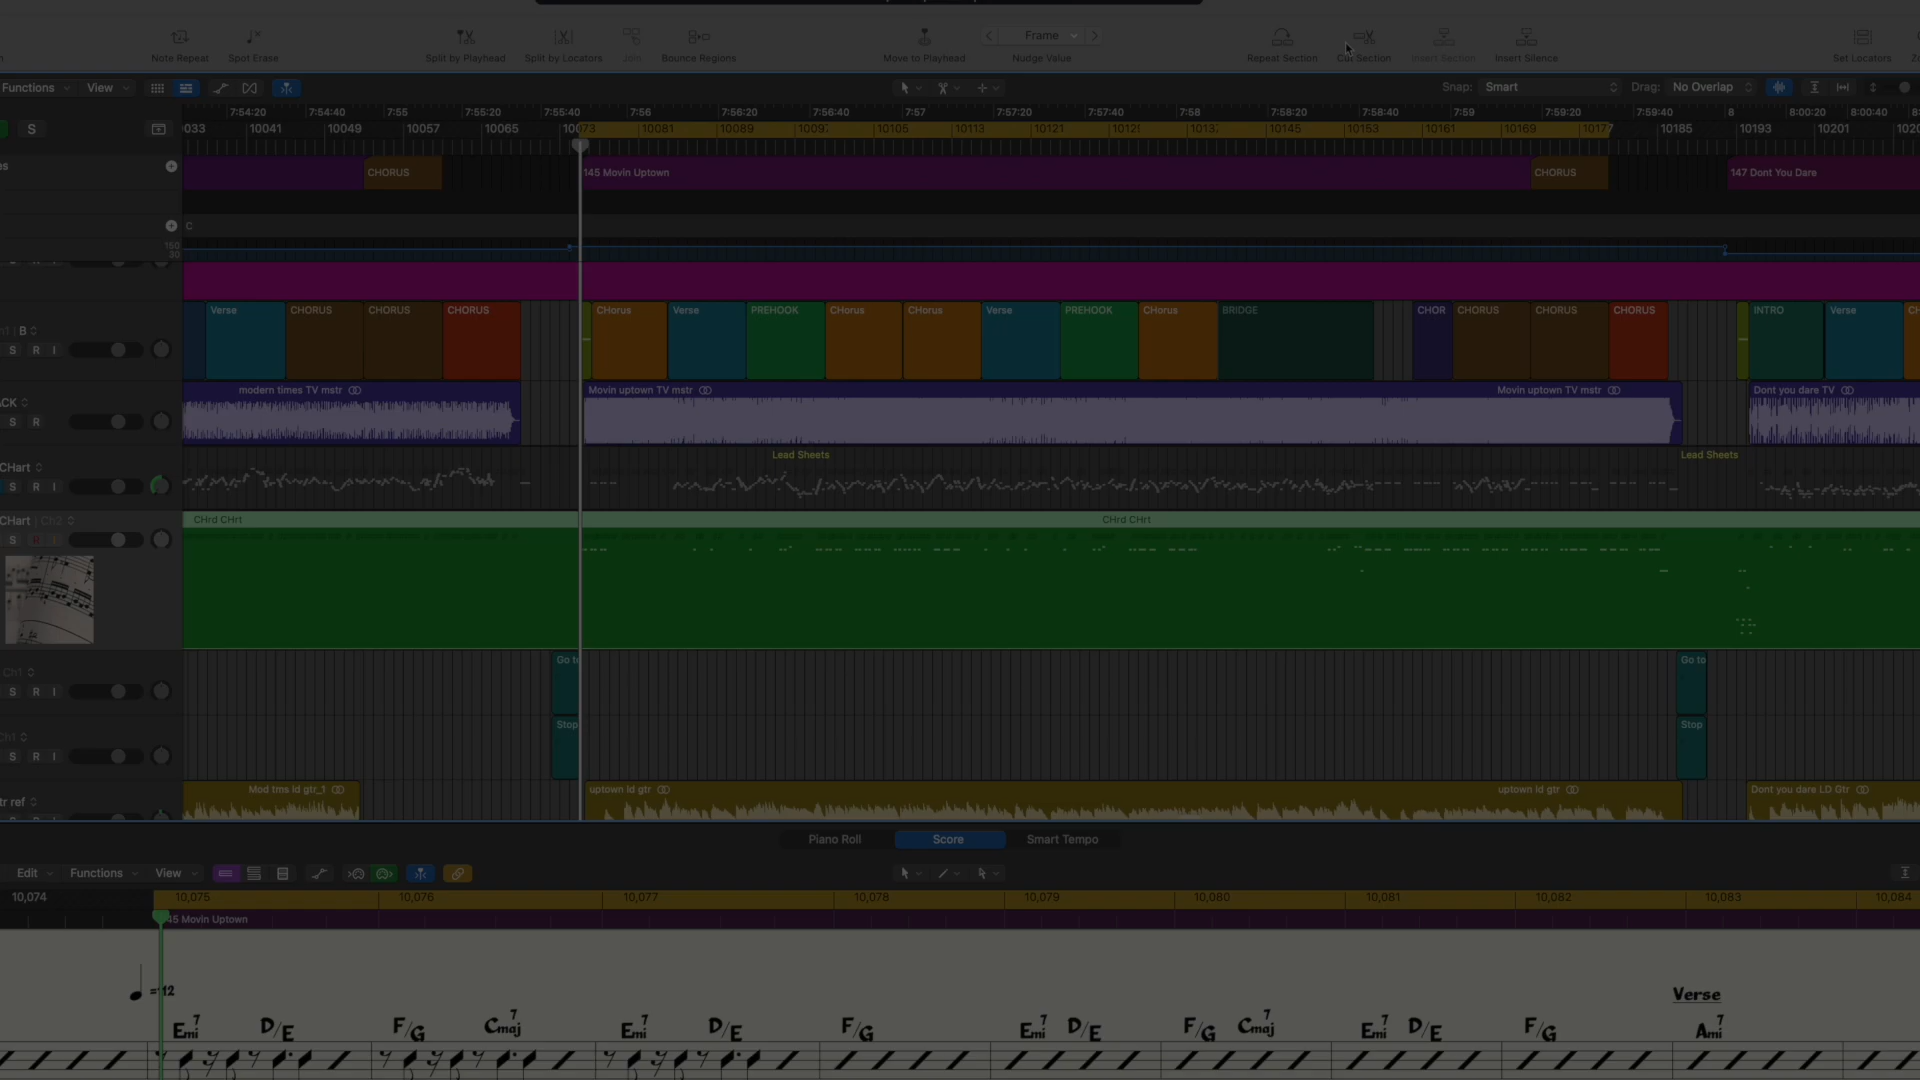 Note Repeat Spot Erase Split by Playhead Split by Locators Join Bounce Regions Move to Playhead Frame Nudge Value Repeat Section Cut Section Insert Section Insert Silence Set Locators
Functions View Snap: Smart Drag: No Overlap
7:54:20 7:54:40 7:55 7:55:20 7:55:40 7:56 7:56:20 7:56:40 7:57 7:57:20 7:57:40 7:58 7:58:20 7:58:40 7:59 7:59:20 7:59:40 8 8:00:20 8:00:40
S 10041 10049 10057 10065 10073 10081 10089 10097 10105 10113 10121 10129 10137 10145 10153 10161 10169 10177 10185 10193 10201
CHORUS 145 Movin Uptown CHORUS 147 Dont You Dare
C
150
30
Verse CHORUS CHORUS CHORUS CHorus Verse PREHOOK CHorus CHorus Verse PREHOOK CHorus BRIDGE CHOR CHORUS CHORUS CHORUS INTRO Verse
B
S R I
modern times TV mstr Movin uptown TV mstr Movin uptown TV mstr Dont you dare TV
ACK
S R
Lead Sheets Lead Sheets
CHart
S R I
CHart Ch2 CHrd CHrt CHrd CHrt
S R I
Go to Go to
Ch1
S R I
Stop Stop
Ch1
S R I
Mod tms ld gtr_1 uptown ld gtr uptown ld gtr Dont you dare LD Gtr
tr ref
Piano Roll Score Smart Tempo
Edit Functions View
10,074 10,075 10,076 10,077 10,078 10,079 10,080 10,081 10,082 10,083 10,084
45 Movin Uptown
Verse
Emi7 D/E F/G Cmaj7 Emi7 D/E F/G Emi7 D/E F/G Cmaj7 Emi7 D/E F/G Ami7